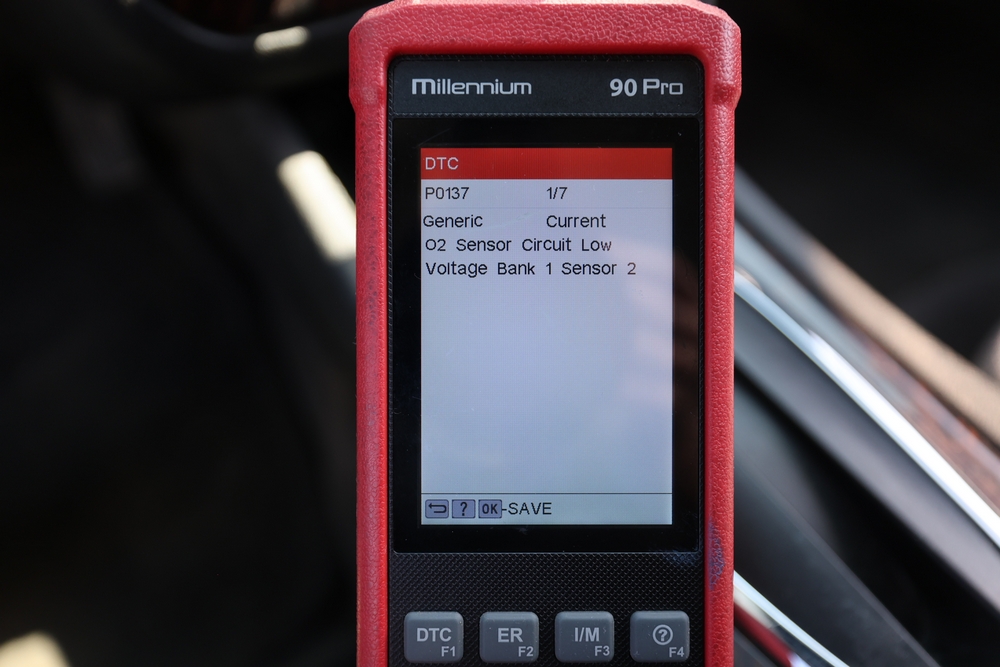 Millennium 90 Pro
DTC
P0137 1/7
Generic Current
O2 Sensor Circuit Low
Voltage Bank 1 Sensor 2
? OK-SAVE
DTC F1 ER F2 I/M F3 ? F4